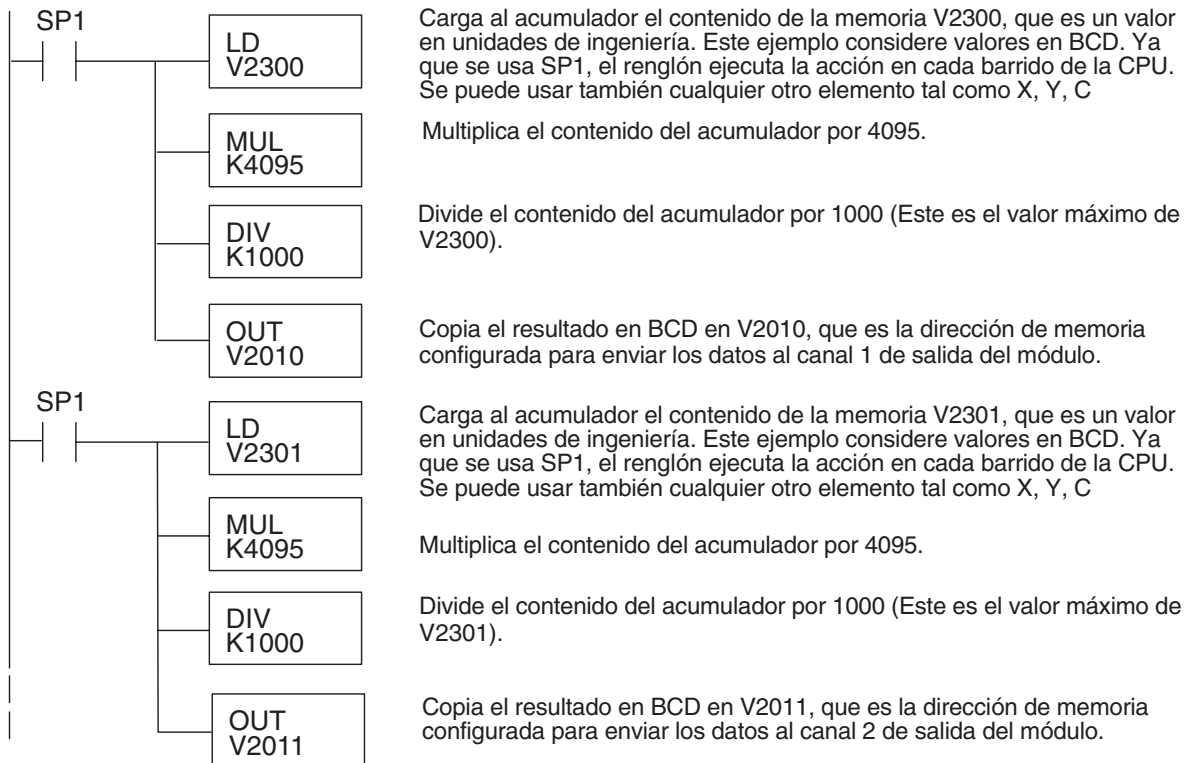 SP1
LD
V2300
Carga al acumulador el contenido de la memoria V2300, que es un valor
en unidades de ingeniería. Este ejemplo considere valores en BCD. Ya
que se usa SP1, el renglón ejecuta la acción en cada barrido de la CPU.
Se puede usar también cualquier otro elemento tal como X, Y, C
MUL
K4095
Multiplica el contenido del acumulador por 4095.
DIV
K1000
Divide el contenido del acumulador por 1000 (Este es el valor máximo de
V2300).
OUT
V2010
Copia el resultado en BCD en V2010, que es la dirección de memoria
configurada para enviar los datos al canal 1 de salida del módulo.
SP1
LD
V2301
Carga al acumulador el contenido de la memoria V2301, que es un valor
en unidades de ingeniería. Este ejemplo considere valores en BCD. Ya
que se usa SP1, el renglón ejecuta la acción en cada barrido de la CPU.
Se puede usar también cualquier otro elemento tal como X, Y, C
MUL
K4095
Multiplica el contenido del acumulador por 4095.
DIV
K1000
Divide el contenido del acumulador por 1000 (Este es el valor máximo de
V2301).
OUT
V2011
Copia el resultado en BCD en V2011, que es la dirección de memoria
configurada para enviar los datos al canal 2 de salida del módulo.